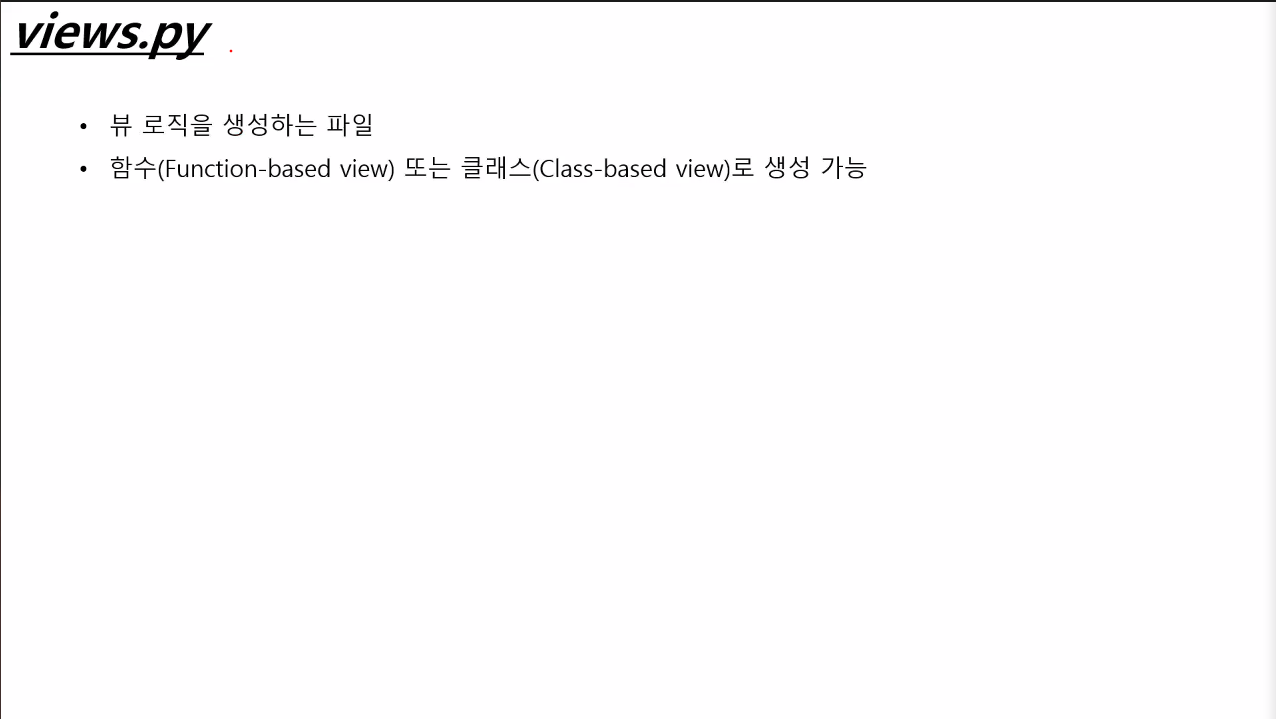 views.py
• 뷰 로직을 생성하는 파일
• 함수(Function-based view) 또는 클래스(Class-based view)로 생성 가능